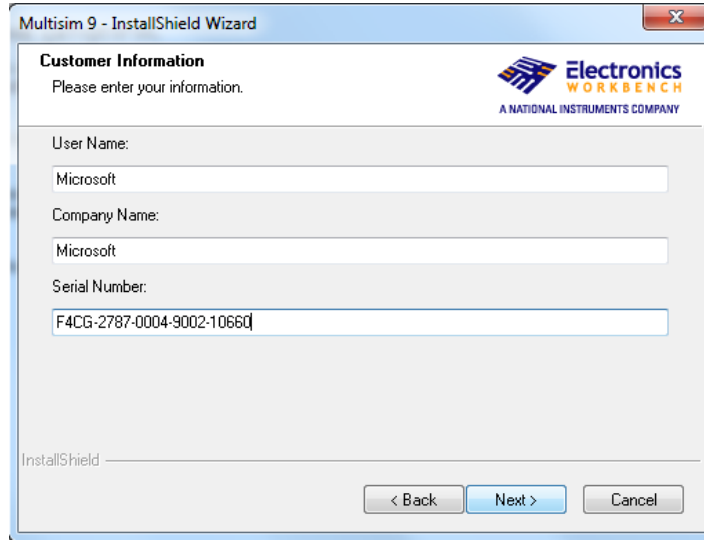 Multisim 9 - InstallShield Wizard
Customer Information
Please enter your information.
Electronics
WORKBENCH
A NATIONAL INSTRUMENTS COMPANY
User Name:
Microsoft
Company Name:
Microsoft
Serial Number:
F4CG-2787-0004-9002-10660
InstallShield
< Back Next > Cancel